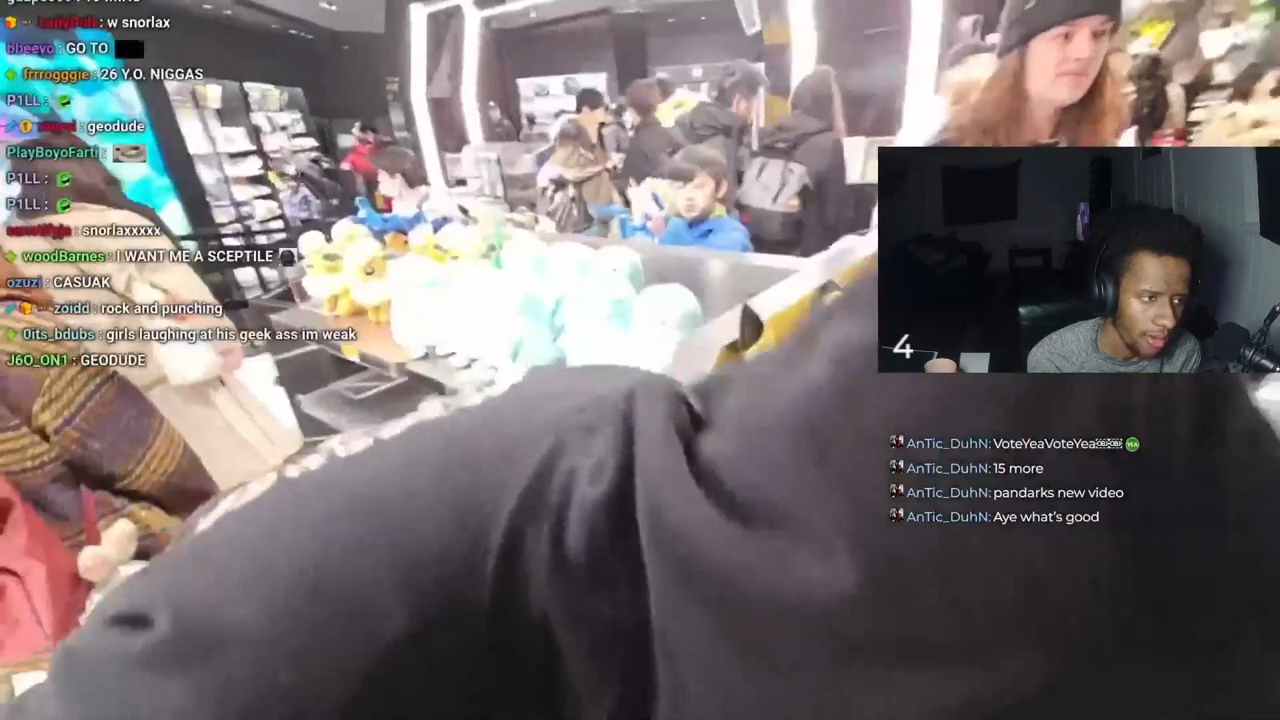 : w snorlax
bbeevo : GO TO
frrrogggie : 26 Y.O. NIGGAS
P1LL :
: geodude
PlayBoyoFarti :
P1LL :
P1LL :
: snorlaxxxxx
woodBarnes : I WANT ME A SCEPTILE
ozuzi : CASUAK
zoidd : rock and punching
0its_bdubs : girls laughing at his geek ass im weak
J6O_ON1 : GEODUDE
4
AnTic_DuhN: VoteYeaVoteYea YEA
AnTic_DuhN: 15 more
AnTic_DuhN: pandarks new video
AnTic_DuhN: Aye what's good